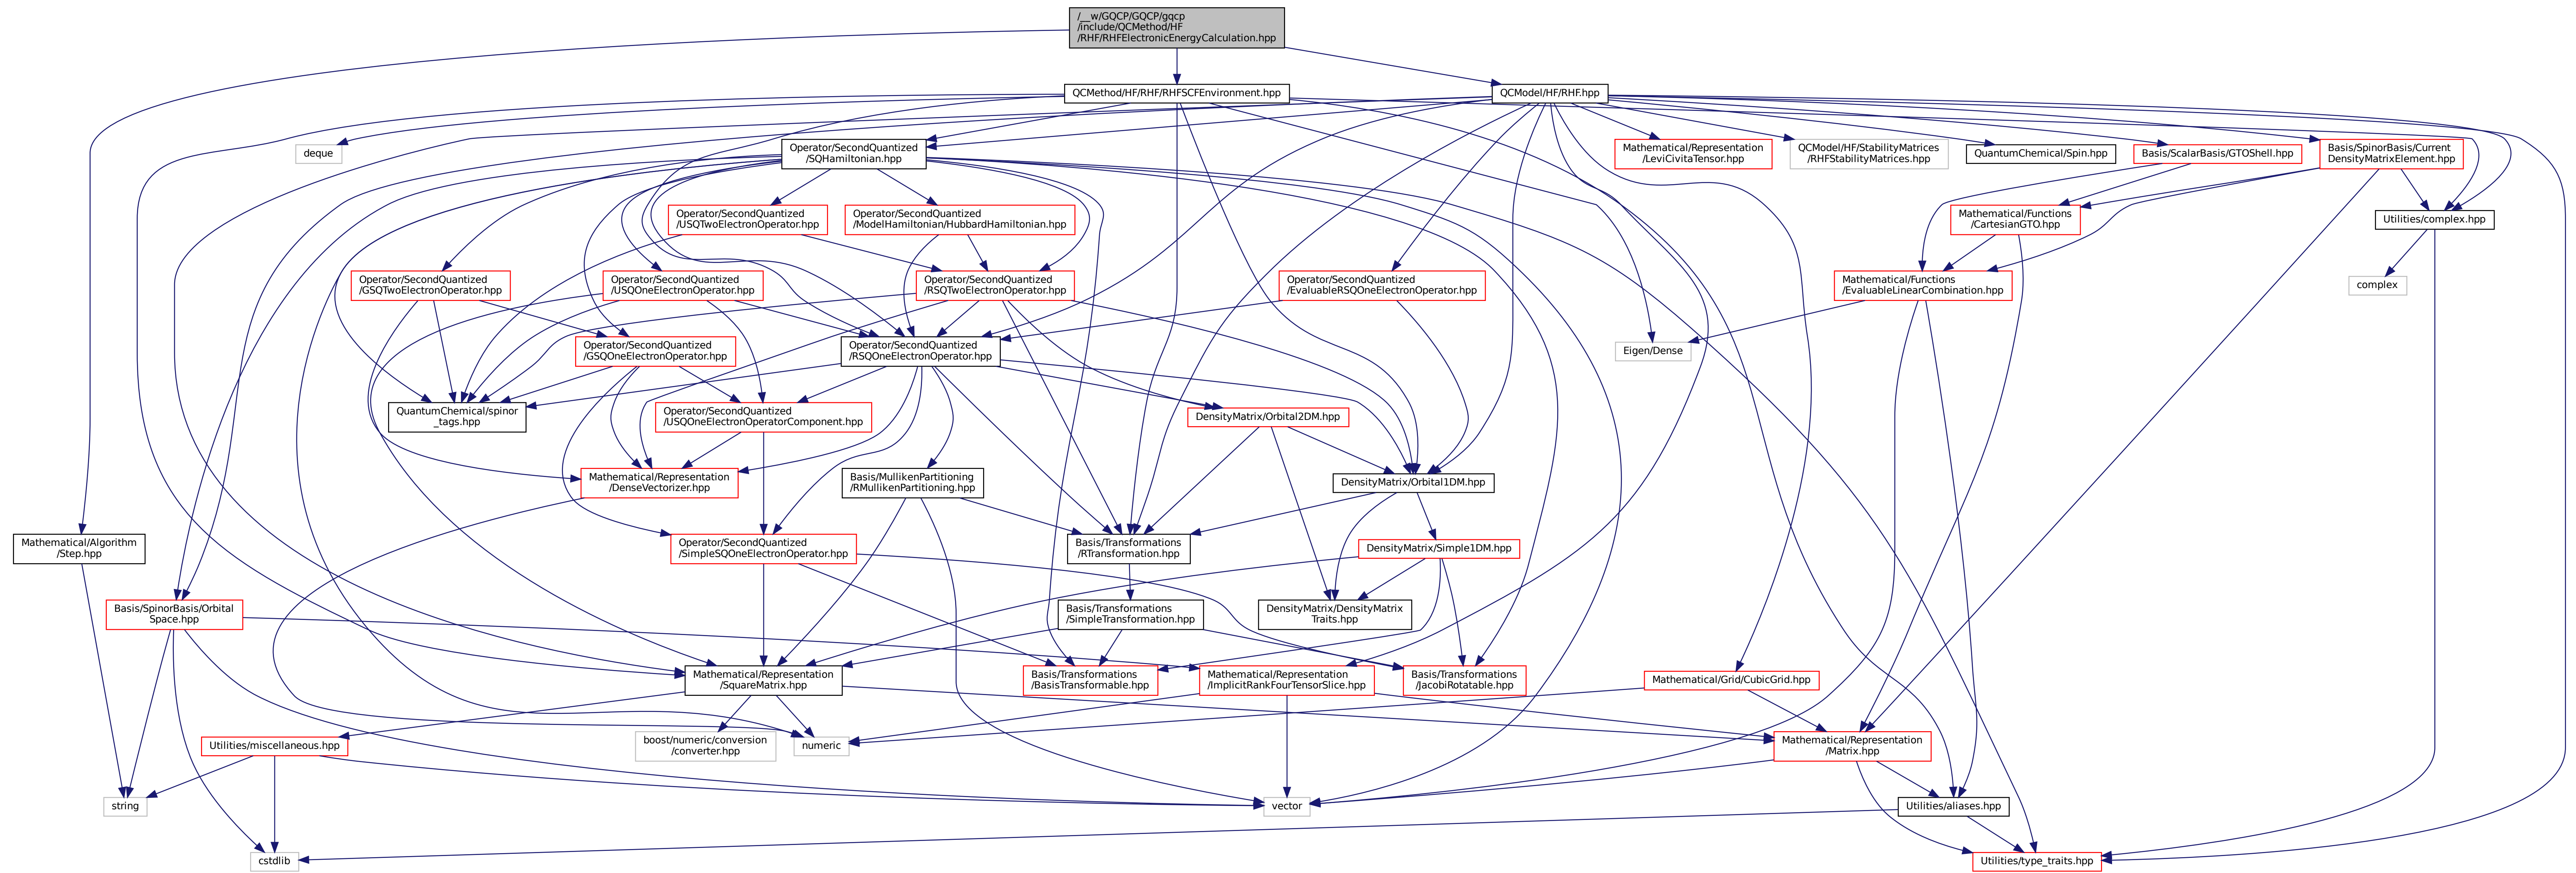 /__w/GQCP/GQCP/gqcp
/include/QCMethod/HF
/RHF/RHFElectronicEnergyCalculation.hpp
QCMethod/HF/RHF/RHFSCFEnvironment.hpp
QCModel/HF/RHF.hpp
deque
Operator/SecondQuantized
/SQHamiltonian.hpp
Mathematical/Representation
/LeviCivitaTensor.hpp
QCModel/HF/StabilityMatrices
/RHFStabilityMatrices.hpp
QuantumChemical/Spin.hpp
Basis/ScalarBasis/GTOShell.hpp
Basis/SpinorBasis/Current
DensityMatrixElement.hpp
Operator/SecondQuantized
/USQTwoElectronOperator.hpp
Operator/SecondQuantized
/ModelHamiltonian/HubbardHamiltonian.hpp
Mathematical/Functions
/CartesianGTO.hpp
Utilities/complex.hpp
Operator/SecondQuantized
/GSQTwoElectronOperator.hpp
Operator/SecondQuantized
/USQOneElectronOperator.hpp
Operator/SecondQuantized
/RSQTwoElectronOperator.hpp
Operator/SecondQuantized
/EvaluableRSQOneElectronOperator.hpp
Mathematical/Functions
/EvaluableLinearCombination.hpp
complex
Operator/SecondQuantized
/GSQOneElectronOperator.hpp
Operator/SecondQuantized
/RSQOneElectronOperator.hpp
Eigen/Dense
QuantumChemical/spinor
_tags.hpp
Operator/SecondQuantized
/USQOneElectronOperatorComponent.hpp
DensityMatrix/Orbital2DM.hpp
Mathematical/Representation
/DenseVectorizer.hpp
Basis/MullikenPartitioning
/RMullikenPartitioning.hpp
DensityMatrix/Orbital1DM.hpp
Mathematical/Algorithm
/Step.hpp
Operator/SecondQuantized
/SimpleSQOneElectronOperator.hpp
Basis/Transformations
/RTransformation.hpp
DensityMatrix/Simple1DM.hpp
Basis/SpinorBasis/Orbital
Space.hpp
Basis/Transformations
/SimpleTransformation.hpp
DensityMatrix/DensityMatrix
Traits.hpp
Mathematical/Representation
/SquareMatrix.hpp
Basis/Transformations
/BasisTransformable.hpp
Mathematical/Representation
/ImplicitRankFourTensorSlice.hpp
Basis/Transformations
/JacobiRotatable.hpp
Mathematical/Grid/CubicGrid.hpp
Utilities/miscellaneous.hpp
boost/numeric/conversion
/converter.hpp
numeric
Mathematical/Representation
/Matrix.hpp
string
vector
Utilities/aliases.hpp
cstdlib
Utilities/type_traits.hpp